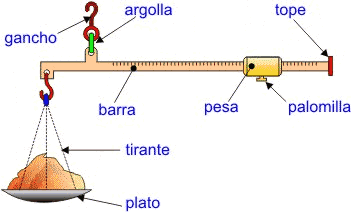 argolla
tope
gancho
barra
pesa
palomilla
tirante
plato